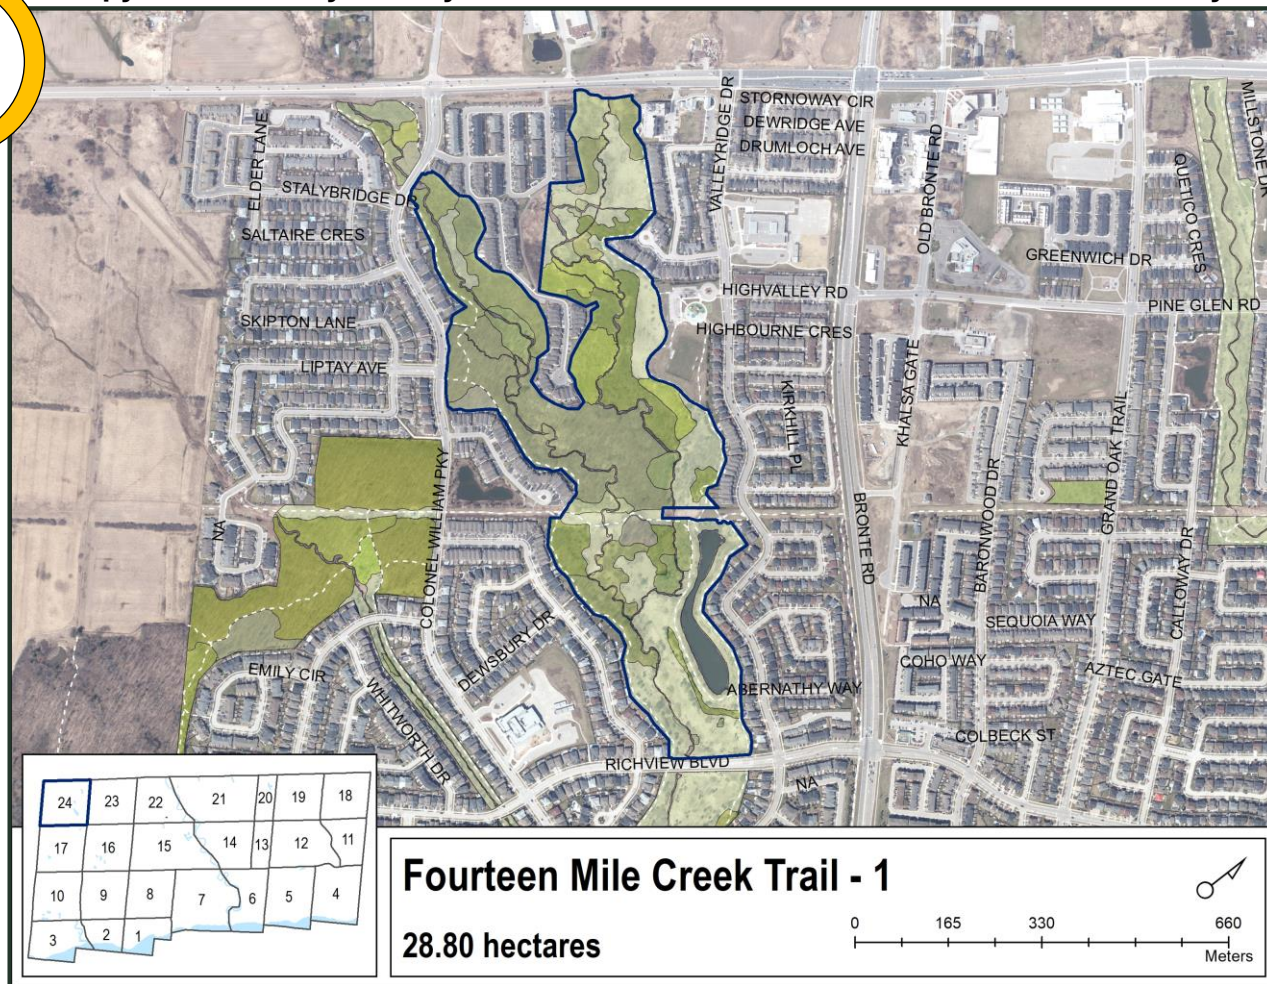 STORNOWAY CIR
DEWRIDGE AVE
DRUMLOCH AVE
VALLEYRIDGE DR
OLD BRONTE RD
MILLSTONE DR
QUETICO CRES
ELDER LANE
STALYBRIDGE DR
SALTAIRE CRES
GREENWICH DR
HIGHVALLEY RD
PINE GLEN RD
SKIPTON LANE
HIGHBOURNE CRES
LIPTAY AVE
KIRKHILL PL
KHALSA GATE
GRAND OAK TRAIL
COLONEL WILLIAM PKY
NA
BRONTE RD
BARONWOOD DR
CALLOWAY DR
NA
SEQUOIA WAY
DEWSBURY DR
COHO WAY
AZTEC GATE
EMILY CIR
WHITWORTH DR
ABERNATHY WAY
COLBECK ST
RICHVIEW BLVD
NA
24 23 22 21 20 19 18
17 16 15 14 13 12 11
10 9 8 7 6 5 4
3 2 1
Fourteen Mile Creek Trail - 1
28.80 hectares
0 165 330 660
Meters